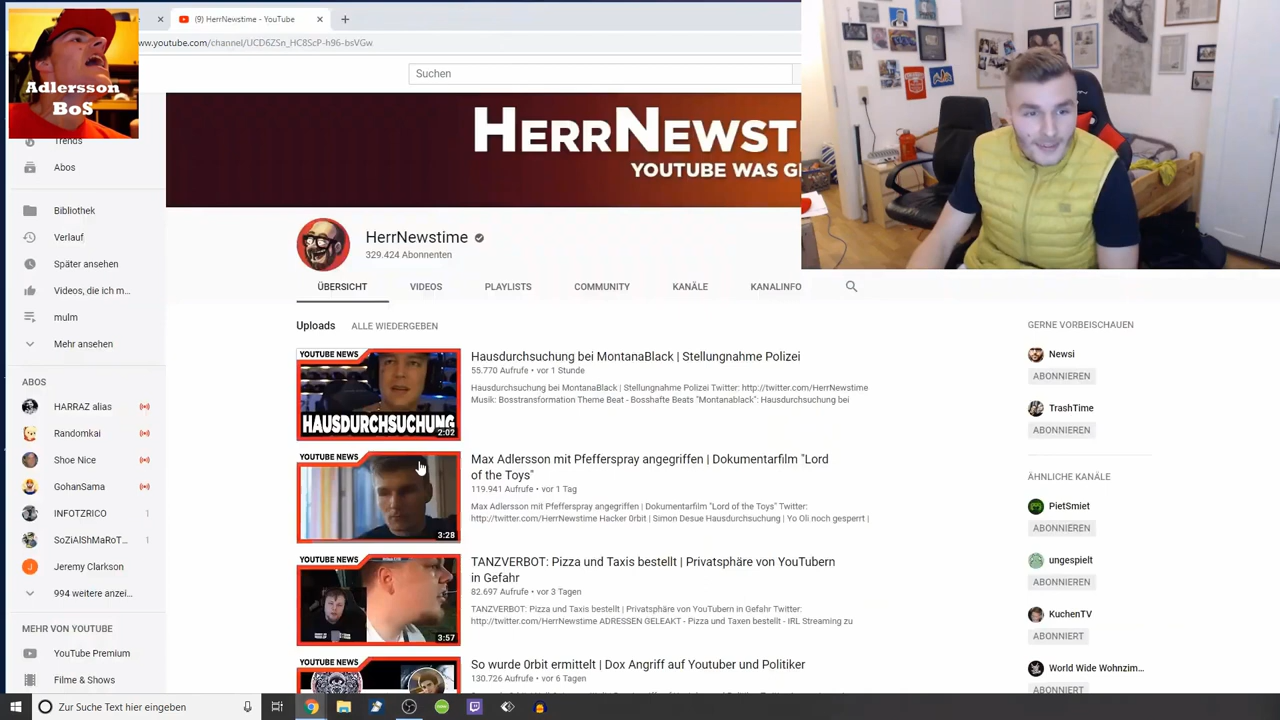 (9) HerrNewstime - YouTube
www.youtube.com/channel/UCD6ZSn_HC8ScP-h96-bsVGw
Adlersson
BoS
Suchen
HERRNEWSTI
YOUTUBE WAS G
Trends
Abos
Bibliothek
Verlauf
Später ansehen
Videos, die ich m...
mulm
Mehr ansehen
ABOS
HARRAZ alias
Randomkai
Shoe Nice
GohanSama
INFOTZRICO 1
SoZiAlShMaRoT... 1
Jeremy Clarkson
994 weitere anzei...
MEHR VON YOUTUBE
YouTube Premium
Filme & Shows
HerrNewstime
329.424 Abonnenten
ÜBERSICHT VIDEOS PLAYLISTS COMMUNITY KANÄLE KANALINFO
Uploads ALLE WIEDERGEBEN
YOUTUBE NEWS
HAUSDURCHSUCHUNG
2:02
Hausdurchsuchung bei MontanaBlack | Stellungnahme Polizei
55.770 Aufrufe • vor 1 Stunde
Hausdurchsuchung bei MontanaBlack | Stellungnahme Polizei Twitter: http://twitter.com/HerrNewstime
Musik: Bosstransformation Theme Beat - Bosshafte Beats "Montanablack": Hausdurchsuchung bei
YOUTUBE NEWS
3:28
Max Adlersson mit Pfefferspray angegriffen | Dokumentarfilm "Lord
of the Toys"
119.941 Aufrufe • vor 1 Tag
Max Adlersson mit Pfefferspray angegriffen | Dokumentarfilm "Lord of the Toys" Twitter:
http://twitter.com/HerrNewstime Hacker 0rbit | Simon Desue Hausdurchsuchung | Yo Oli noch gesperrt |
YOUTUBE NEWS
3:57
TANZVERBOT: Pizza und Taxis bestellt | Privatsphäre von YouTubern
in Gefahr
82.697 Aufrufe • vor 3 Tagen
TANZVERBOT: Pizza und Taxis bestellt | Privatsphäre von YouTubern in Gefahr Twitter:
http://twitter.com/HerrNewstime ADRESSEN GELEAKT - Pizza und Taxen bestellt - IRL Streaming zu
YOUTUBE NEWS
So wurde 0rbit ermittelt | Dox Angriff auf Youtuber und Politiker
130.726 Aufrufe • vor 6 Tagen
GERNE VORBEISCHAUEN
Newsi
ABONNIEREN
TrashTime
ABONNIEREN
ÄHNLICHE KANÄLE
PietSmiet
ABONNIEREN
ungespielt
ABONNIEREN
KuchenTV
ABONNIERT
World Wide Wohnzim...
ABONNIERT
Zur Suche Text hier eingeben